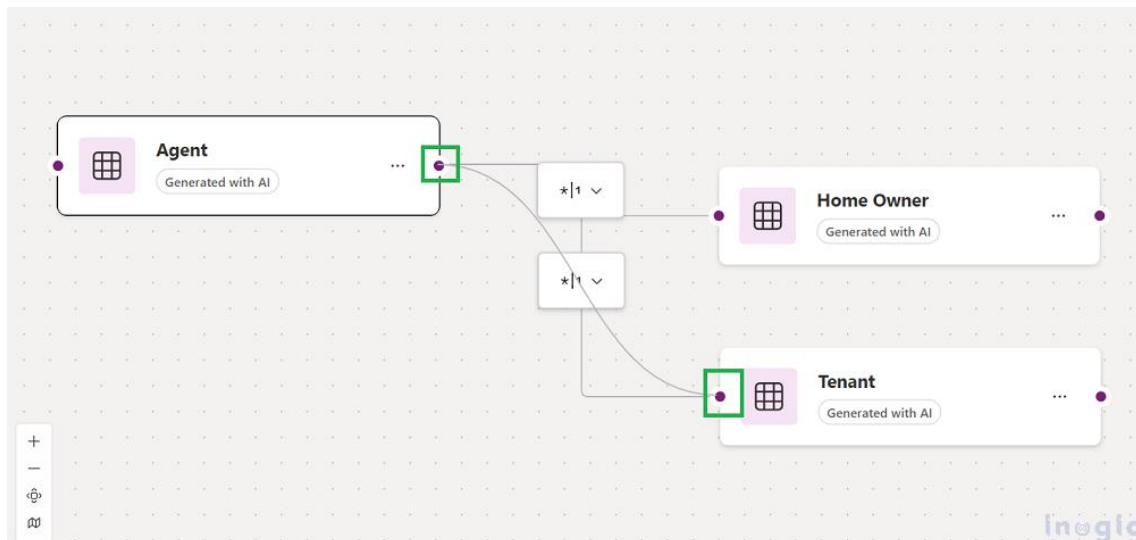 Agent
Generated with AI
*|1
Home Owner
Generated with AI
*|1
Tenant
Generated with AI